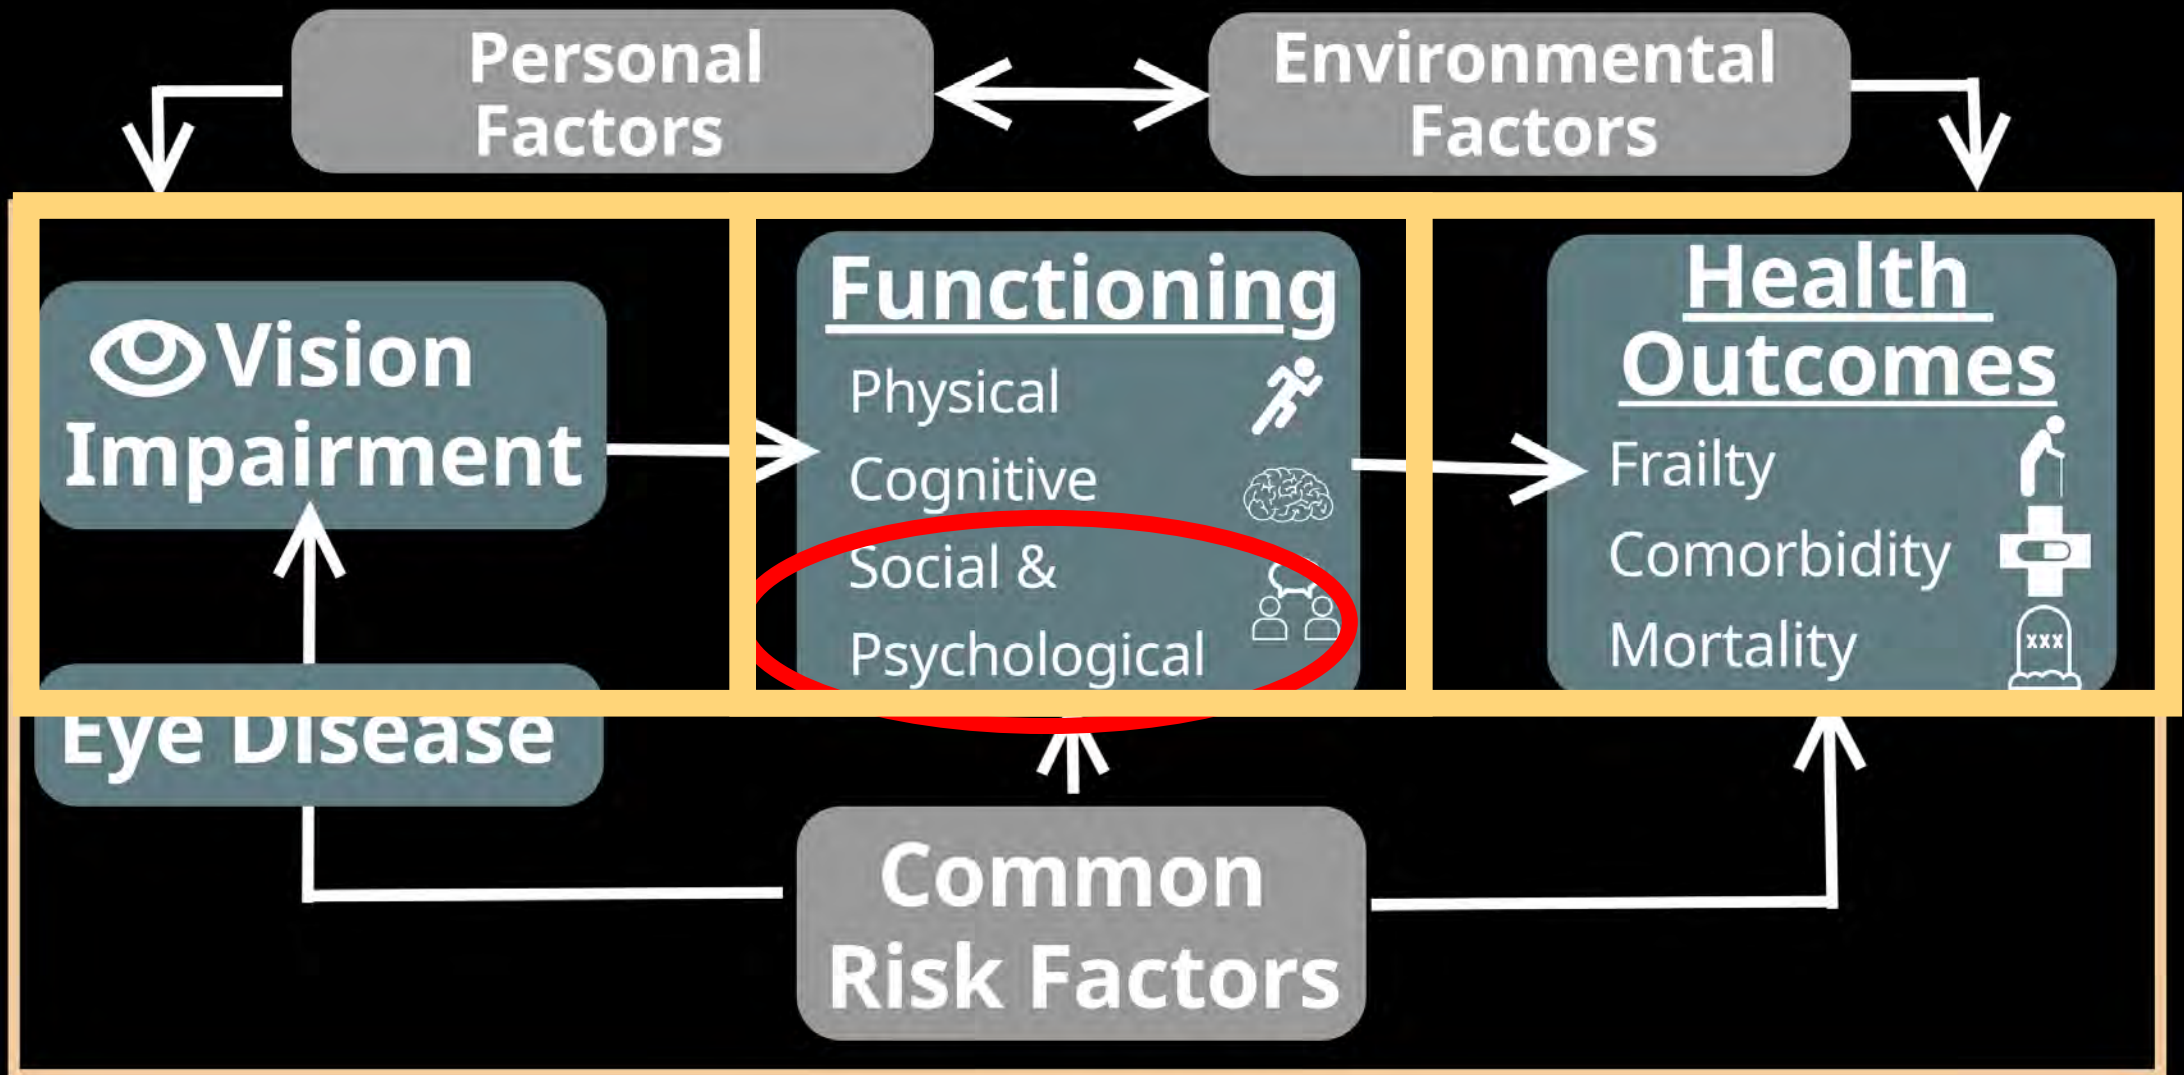 Personal
Factors
Environmental
Factors
Vision
Impairment
Functioning
Physical
Cognitive
Social &
Psychological
Health
Outcomes
Frailty
Comorbidity
Mortality
xxx
Eye Disease
Common
Risk Factors